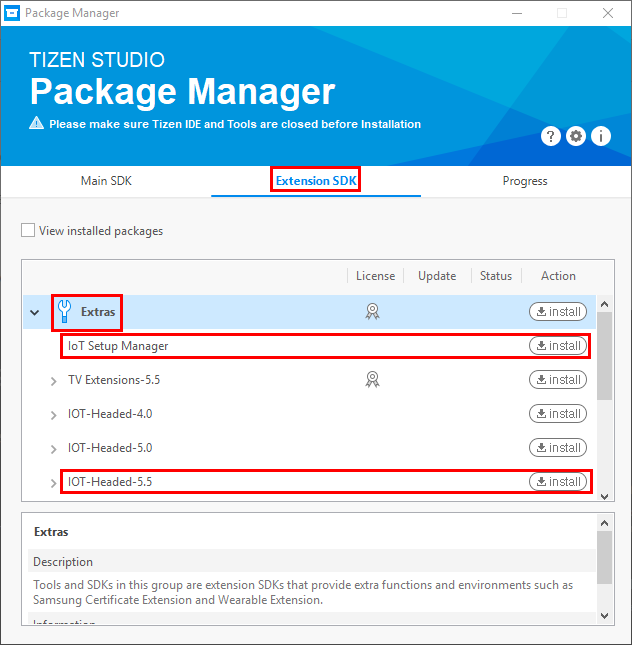 Package Manager
TIZEN STUDIO
Package Manager
Please make sure Tizen IDE and Tools are closed before Installation
? i
Main SDK Extension SDK Progress
View installed packages
License Update Status Action
Extras install
IoT Setup Manager install
TV Extensions-5.5 install
IOT-Headed-4.0 install
IOT-Headed-5.0 install
IOT-Headed-5.5 install
Extras
Description
Tools and SDKs in this group are extension SDKs that provide extra functions and environments such as
Samsung Certificate Extension and Wearable Extension.
Information